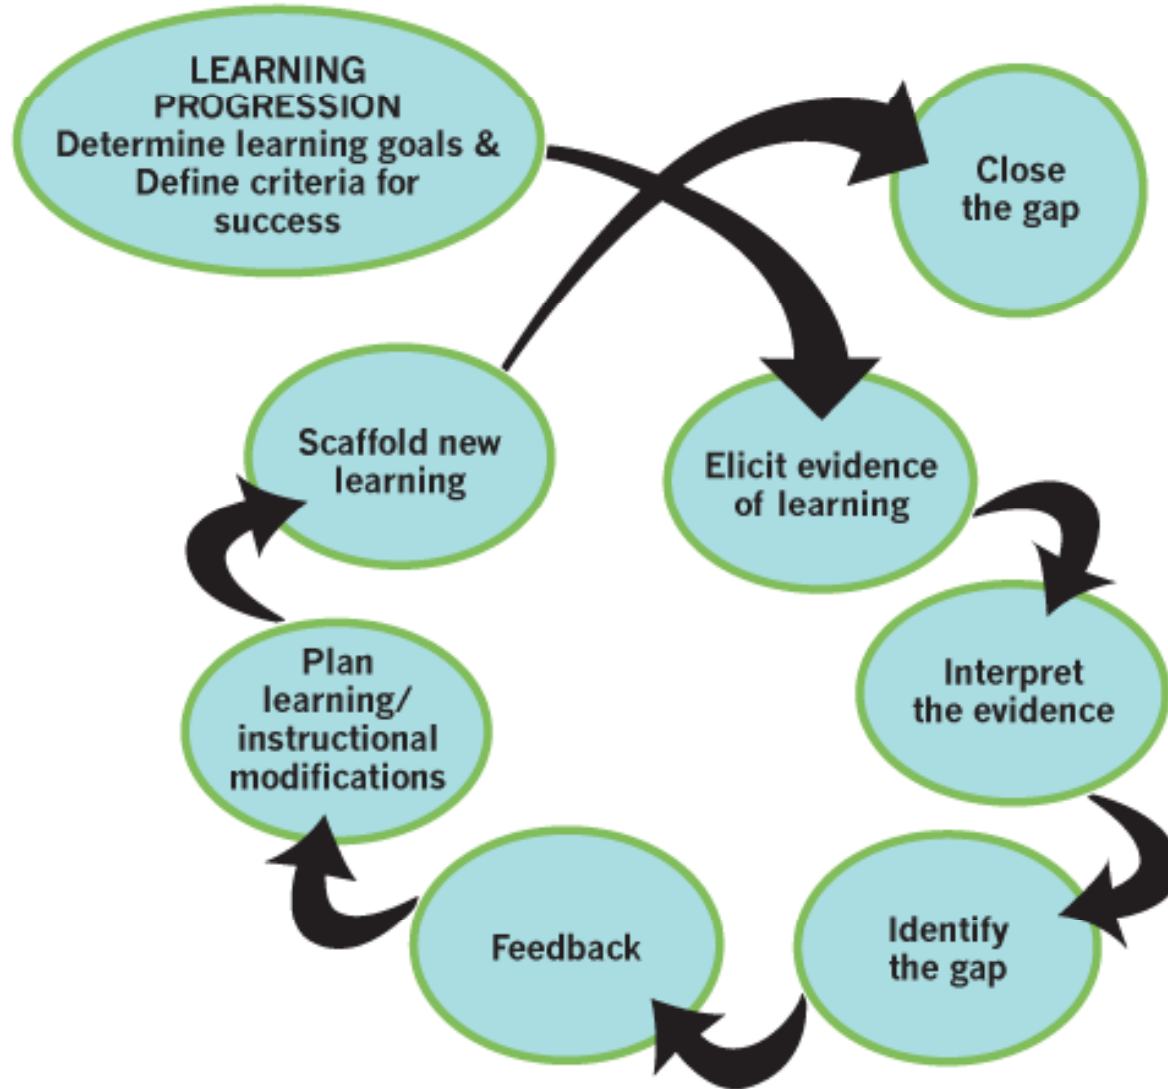 LEARNING
PROGRESSION
Determine learning goals &
Define criteria for
success
Close
the gap
Scaffold new
learning
Elicit evidence
of learning
Interpret
the evidence
Plan
learning/
instructional
modifications
Feedback
Identify
the gap